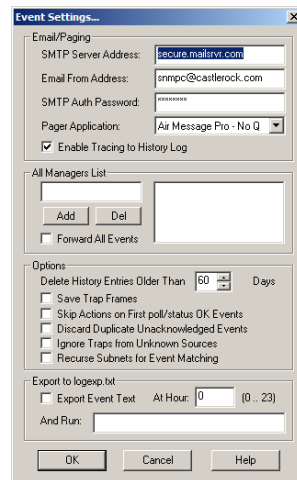 Event Settings...
Email/Paging
SMTP Server Address: secure.mailsrvr.com
Email From Address: snmpc@castlerock.com
SMTP Auth Password: ********
Pager Application: Air Message Pro - No Q
Enable Tracing to History Log
All Managers List
Add Del
Forward All Events
Options
Delete History Entries Older Than 60 Days
Save Trap Frames
Skip Actions on First poll/status OK Events
Discard Duplicate Unacknowledged Events
Ignore Traps from Unknown Sources
Recurse Subnets for Event Matching
Export to logexp.txt
Export Event Text At Hour: 0 (0 .. 23)
And Run:
OK Cancel Help